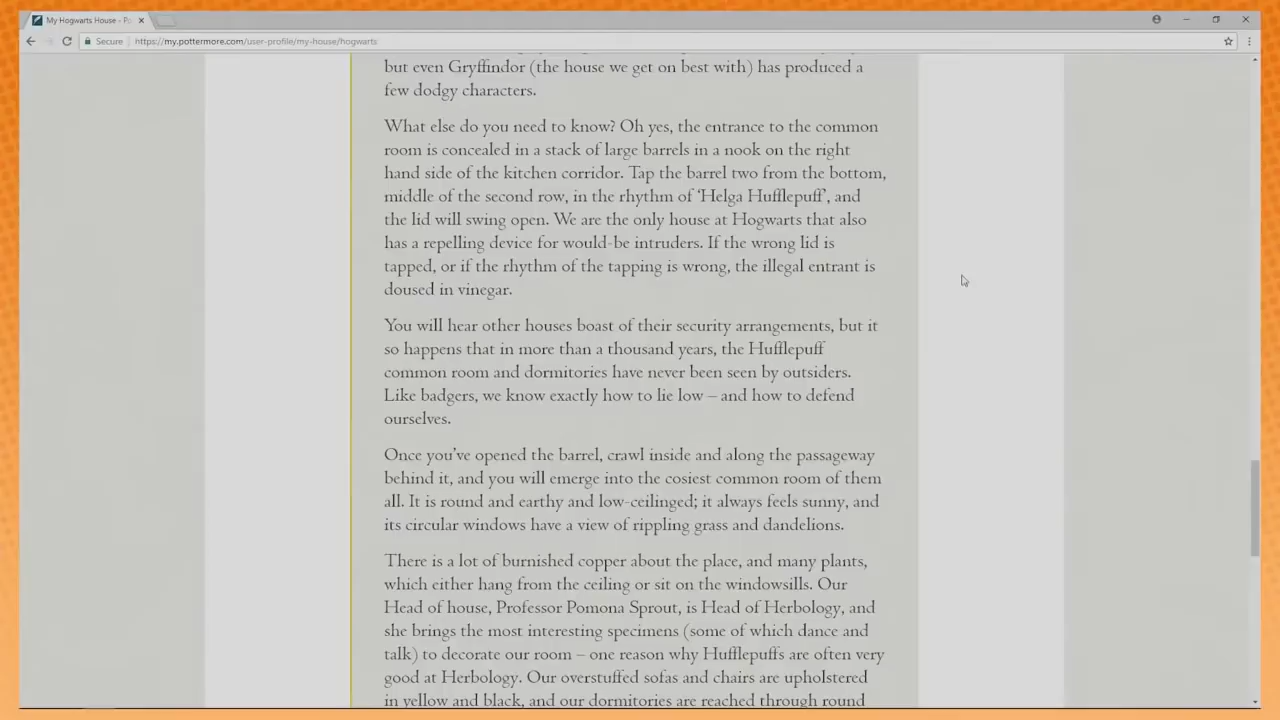 My Hogwarts House - Po
Secure
https://my.pottermore.com/user-profile/my-house/hogwarts
but even Gryffindor (the house we get on best with) has produced a
few dodgy characters.
What else do you need to know? Oh yes, the entrance to the common
room is concealed in a stack of large barrels in a nook on the right
hand side of the kitchen corridor. Tap the barrel two from the bottom,
middle of the second row, in the rhythm of ‘Helga Hufflepuff’, and
the lid will swing open. We are the only house at Hogwarts that also
has a repelling device for would-be intruders. If the wrong lid is
tapped, or if the rhythm of the tapping is wrong, the illegal entrant is
doused in vinegar.
You will hear other houses boast of their security arrangements, but it
so happens that in more than a thousand years, the Hufflepuff
common room and dormitories have never been seen by outsiders.
Like badgers, we know exactly how to lie low – and how to defend
ourselves.
Once you’ve opened the barrel, crawl inside and along the passageway
behind it, and you will emerge into the cosiest common room of them
all. It is round and earthy and low-ceilinged; it always feels sunny, and
its circular windows have a view of rippling grass and dandelions.
There is a lot of burnished copper about the place, and many plants,
which either hang from the ceiling or sit on the windowsills. Our
Head of house, Professor Pomona Sprout, is Head of Herbology, and
she brings the most interesting specimens (some of which dance and
talk) to decorate our room – one reason why Hufflepuffs are often very
good at Herbology. Our overstuffed sofas and chairs are upholstered
in yellow and black, and our dormitories are reached through round